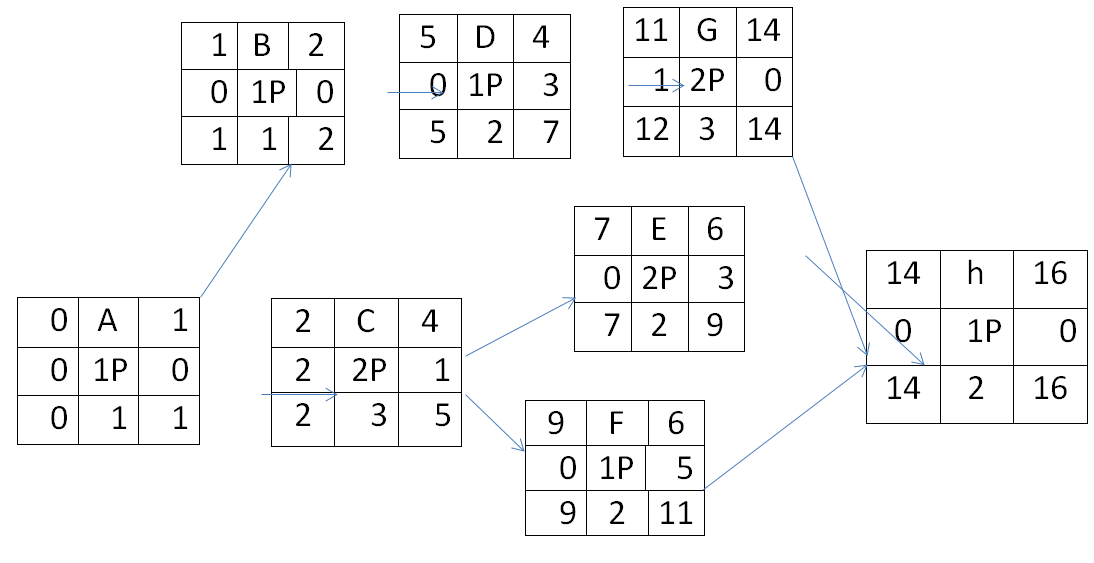 1 B 2
0 1P 0
1 1 2
5 D 4
0 1P 3
5 2 7
11 G 14
1 2P 0
12 3 14
7 E 6
0 2P 3
7 2 9
14 h 16
0 1P 0
14 2 16
0 A 1
0 1P 0
0 1 1
2 C 4
2 2P 1
2 3 5
9 F 6
0 1P 5
9 2 11